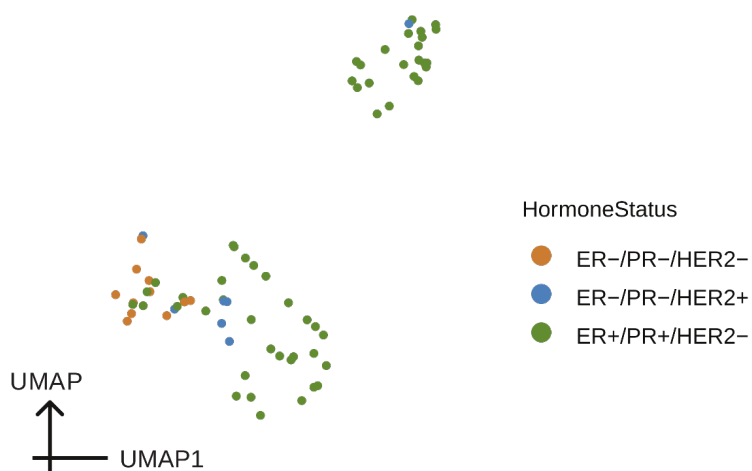 HormoneStatus
ER−/PR−/HER2−
ER−/PR−/HER2+
ER+/PR+/HER2−
UMAP
UMAP1